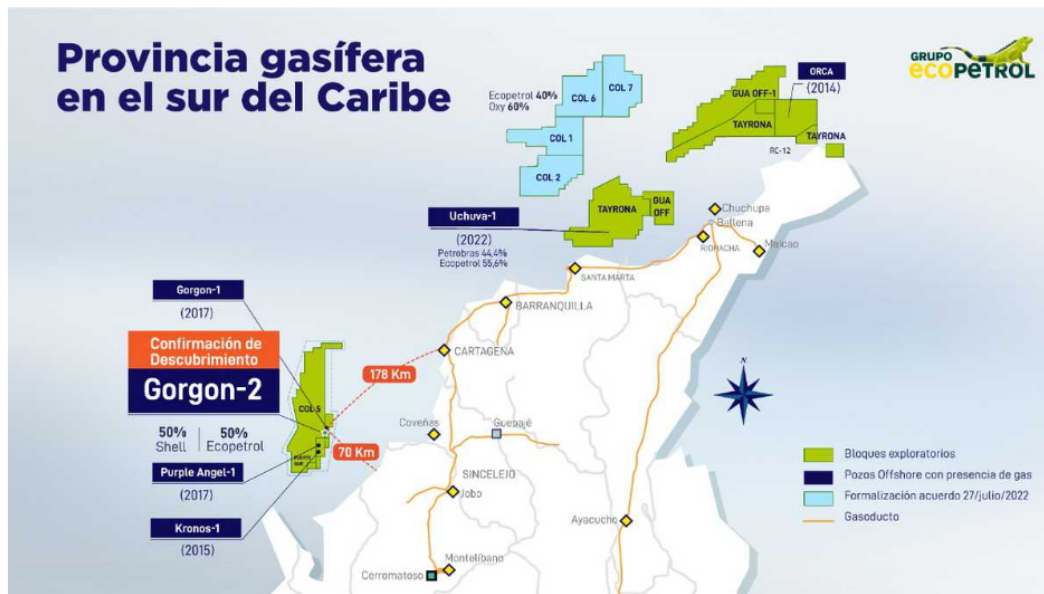 Provincia gasífera
en el sur del Caribe
GRUPO
ecopetrol
Ecopetrol 40%
Oxy 60%
COL 6
COL 7
COL 1
COL 2
GUA OFF-1
TAYRONA
ORCA
(2014)
TAYRONA
RC-12
Uchuva-1
(2022)
Petrobras 44,4%
Ecopetrol 55,6%
TAYRONA
GUA
OFF
Chuchupa
Ballena
RIOHACHA
Maicao
SANTA MARTA
BARRANQUILLA
CARTAGENA
Gorgon-1
(2017)
Confirmación de
Descubrimiento
Gorgon-2
50%
Shell
50%
Ecopetrol
Purple Angel-1
(2017)
Kronos-1
(2015)
COL 5
178 Km
70 Km
N
Coveñas
Guepajé
SINCELEJO
Jobo
Ayacucho
Montelíbano
Cerromatoso
Bloques exploratorios
Pozos Offshore con presencia de gas
Formalización acuerdo 27/julio/2022
Gasoducto